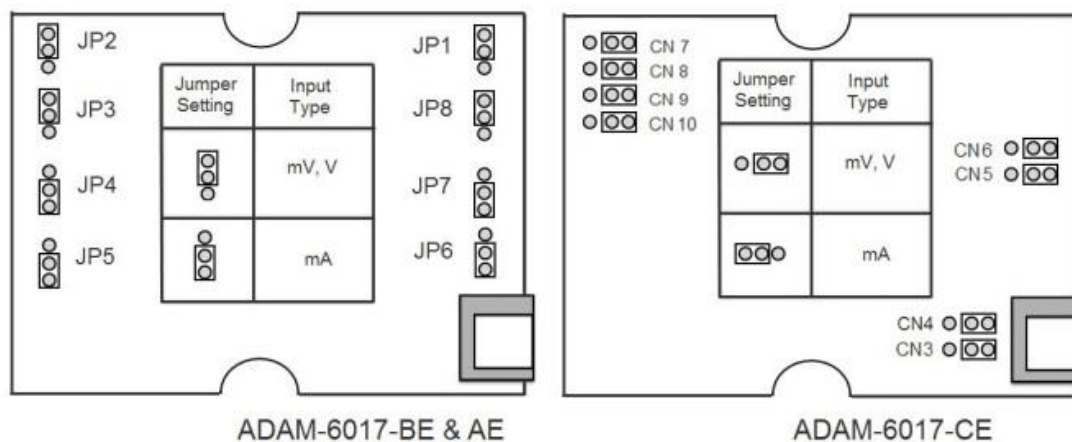 JP2
JP3
JP4
JP5
Jumper Setting
Input Type
mV, V
mA
JP1
JP8
JP7
JP6
ADAM-6017-BE & AE
CN 7
CN 8
CN 9
CN 10
Jumper Setting
Input Type
mV, V
mA
CN6
CN5
CN4
CN3
ADAM-6017-CE